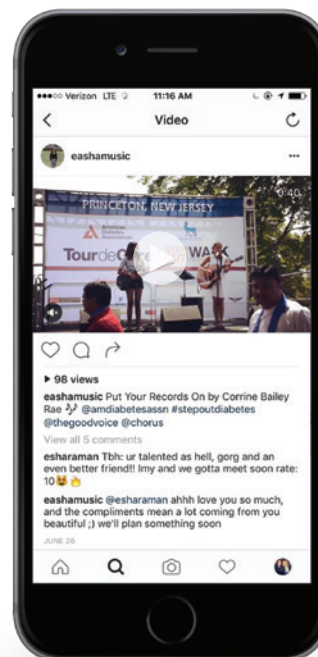 Verizon LTE 11:16 AM
Video
eashamusic
0:40
PRINCETON, NEW JERSEY
American
Diabetes
Association
Tour de
WALK
▶ 98 views
eashamusic Put Your Records On by Corrine Bailey
Rae 🎶 @amdiabetesassn #stepoutdiabetes
@thegoodvoice @chorus
View all 5 comments
esharaman Tbh: ur talented as hell, gorg and an
even better friend!! lmy and we gotta meet soon rate:
10😻👏
eashamusic @esharaman ahhh love you so much,
and the compliments mean a lot coming from you
beautiful ;) we'll plan something soon
JUNE 26